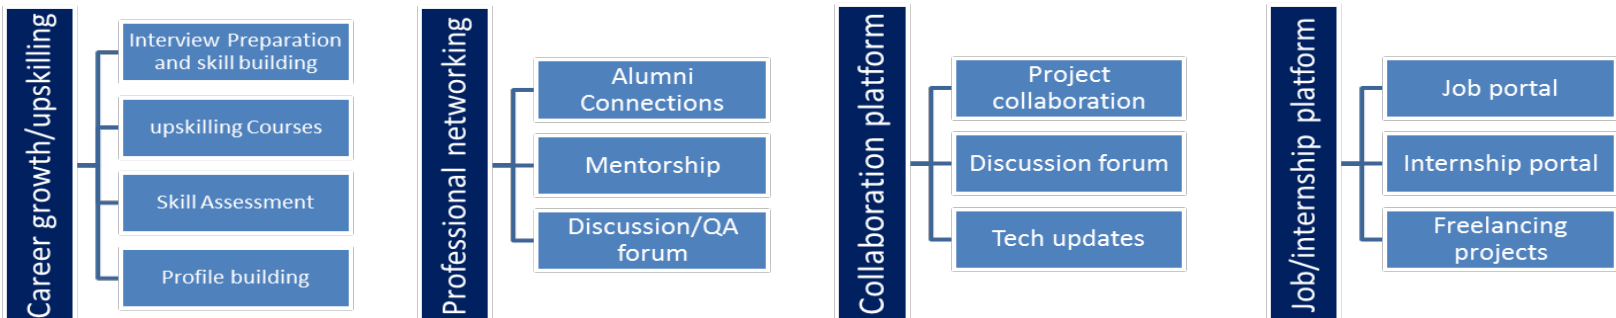 Career growth/upskilling
Interview Preparation
and skill building
upskilling Courses
Skill Assessment
Profile building
Professional networking
Alumni
Connections
Mentorship
Discussion/QA
forum
Collaboration platform
Project
collaboration
Discussion forum
Tech updates
Job/internship platform
Job portal
Internship portal
Freelancing
projects